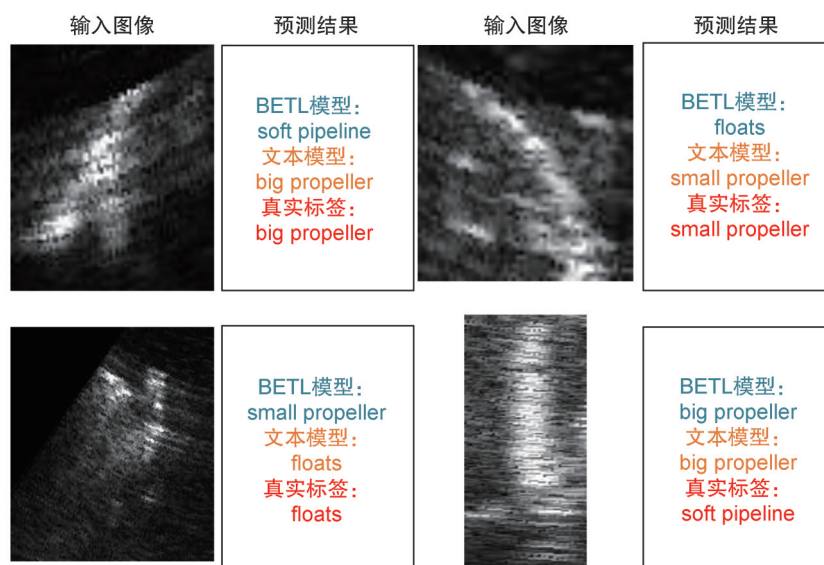 输入图像
预测结果
输入图像
预测结果
BETL模型：
soft pipeline
文本模型：
big propeller
真实标签：
big propeller
BETL模型：
floats
文本模型：
small propeller
真实标签：
small propeller
BETL模型：
small propeller
文本模型：
floats
真实标签：
floats
BETL模型：
big propeller
文本模型：
big propeller
真实标签：
soft pipeline